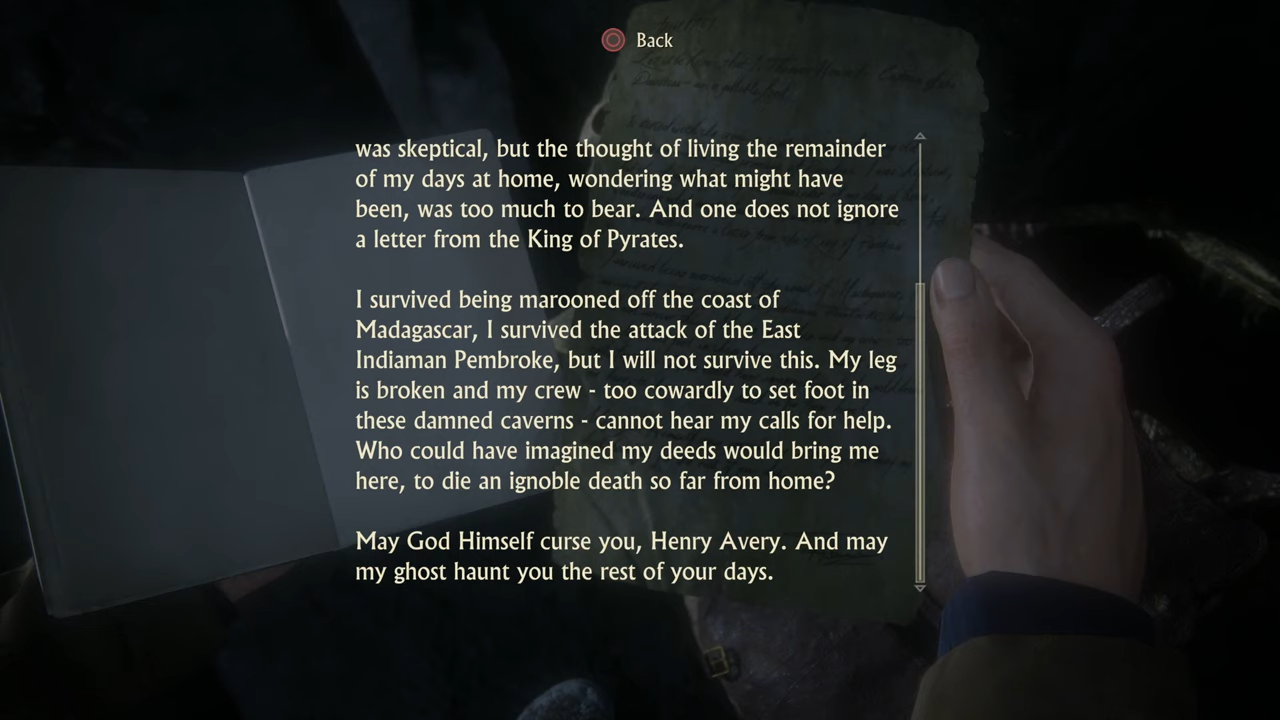 Back
was skeptical, but the thought of living the remainder
of my days at home, wondering what might have
been, was too much to bear. And one does not ignore
a letter from the King of Pyrates.
I survived being marooned off the coast of
Madagascar, I survived the attack of the East
Indiaman Pembroke, but I will not survive this. My leg
is broken and my crew - too cowardly to set foot in
these damned caverns - cannot hear my calls for help.
Who could have imagined my deeds would bring me
here, to die an ignoble death so far from home?
May God Himself curse you, Henry Avery. And may
my ghost haunt you the rest of your days.